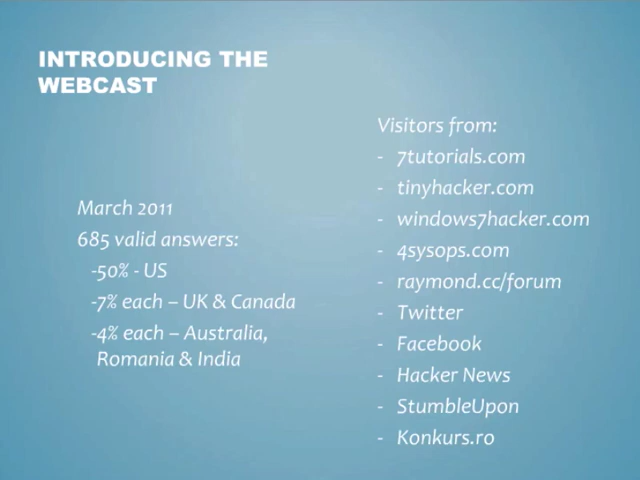 INTRODUCING THE
WEBCAST
March 2011
685 valid answers:
-50% - US
-7% each – UK & Canada
-4% each – Australia,
Romania & India
Visitors from:
- 7tutorials.com
- tinyhacker.com
- windows7hacker.com
- 4sysops.com
- raymond.cc/forum
- Twitter
- Facebook
- Hacker News
- StumbleUpon
- Konkurs.ro